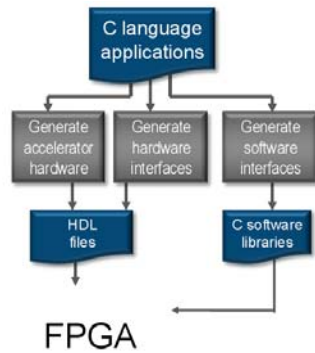 C language
applications
Generate
accelerator
hardware
Generate
hardware
interfaces
Generate
software
interfaces
HDL
files
C software
libraries
FPGA